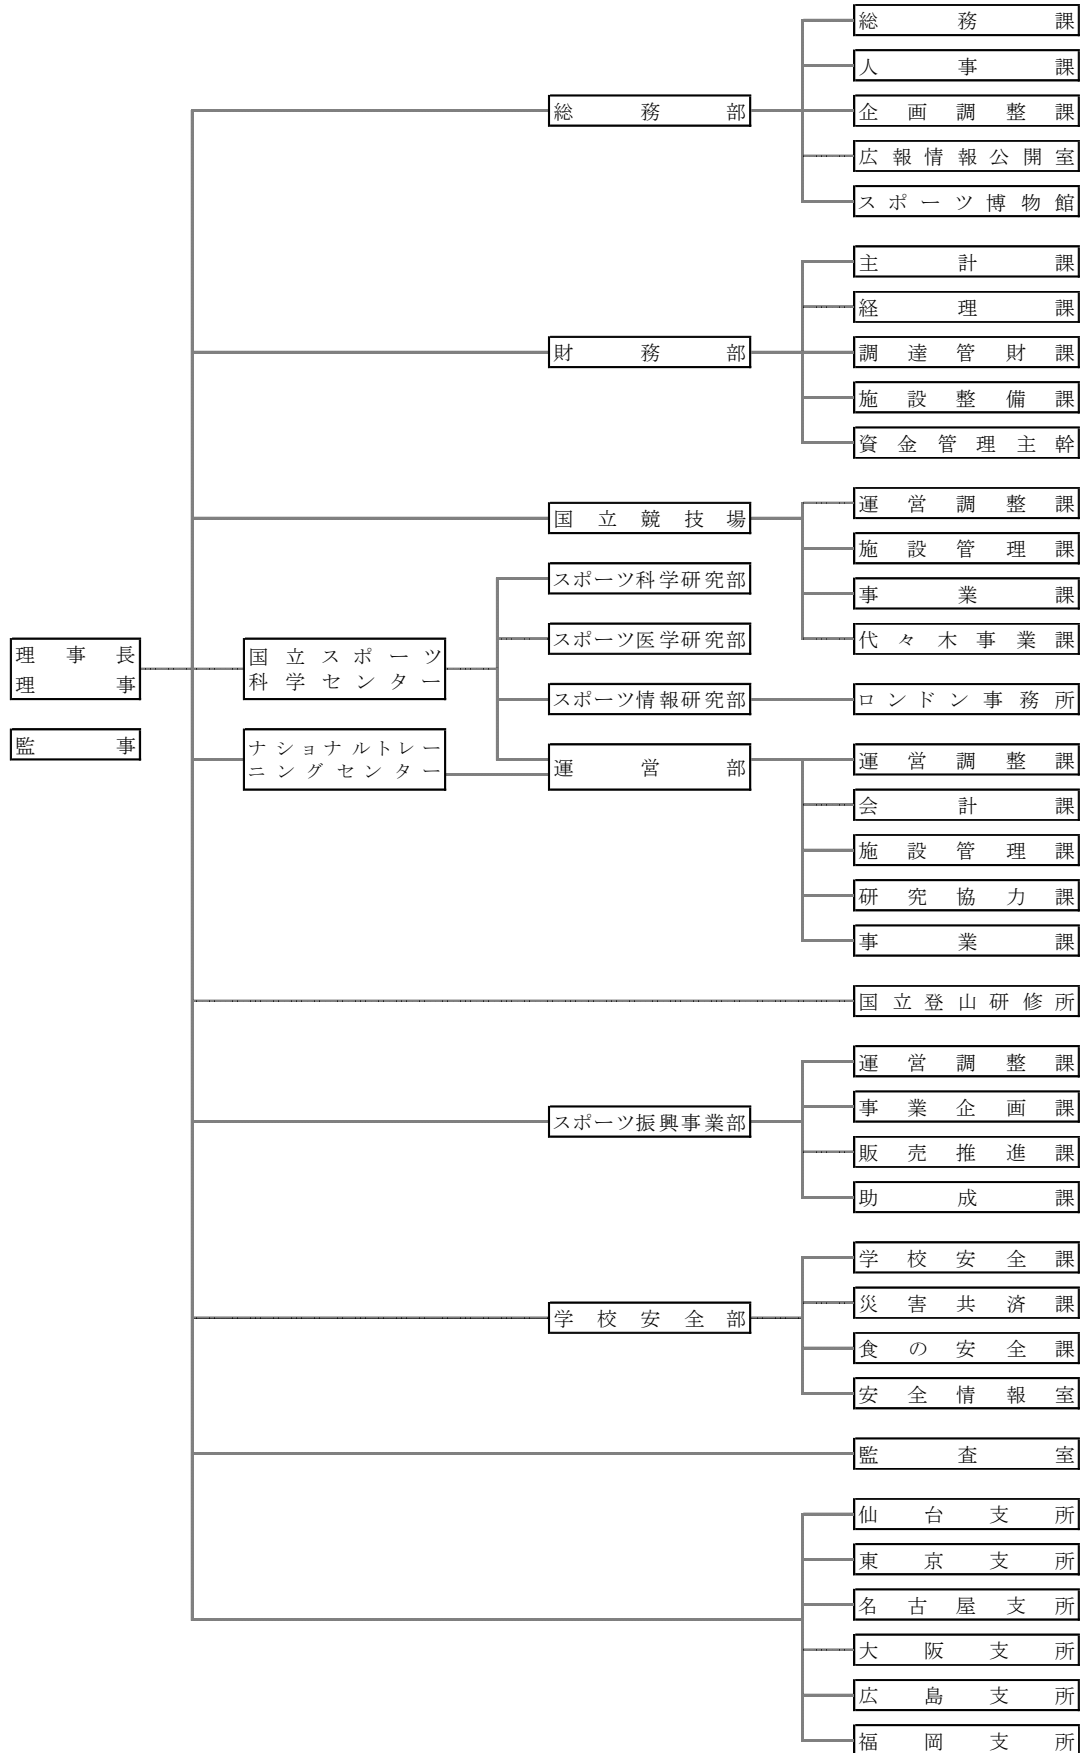 総務課
人事課
総務部
企画調整課
広報情報公開室
スポーツ博物館
主計課
経理課
財務部
調達管財課
施設整備課
資金管理主幹
運営調整課
国立競技場
施設管理課
スポーツ科学研究部
事業課
スポーツ医学研究部
代々木事業課
理事長
理事
国立スポーツ
科学センター
スポーツ情報研究部
ロンドン事務所
監事
ナショナルトレー
ニングセンター
運営部
運営調整課
会計課
施設管理課
研究協力課
事業課
国立登山研修所
運営調整課
事業企画課
スポーツ振興事業部
販売推進課
助成課
学校安全課
災害共済課
学校安全部
食の安全課
安全情報室
監査室
仙台支所
東京支所
名古屋支所
大阪支所
広島支所
福岡支所